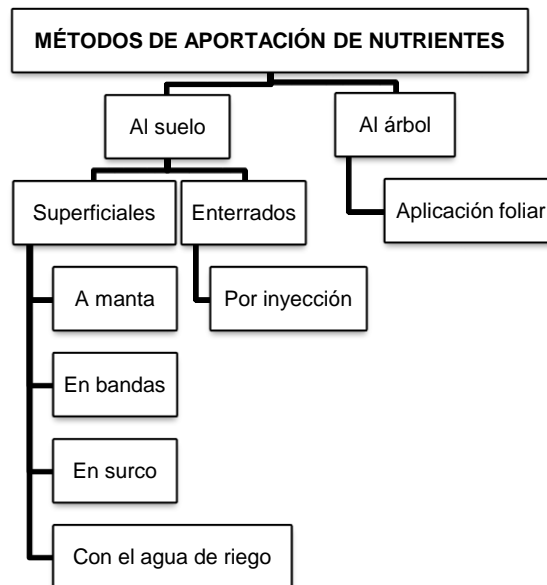 MÉTODOS DE APORTACIÓN DE NUTRIENTES
Al suelo
Al árbol
Superficiales
Enterrados
Aplicación foliar
A manta
Por inyección
En bandas
En surco
Con el agua de riego